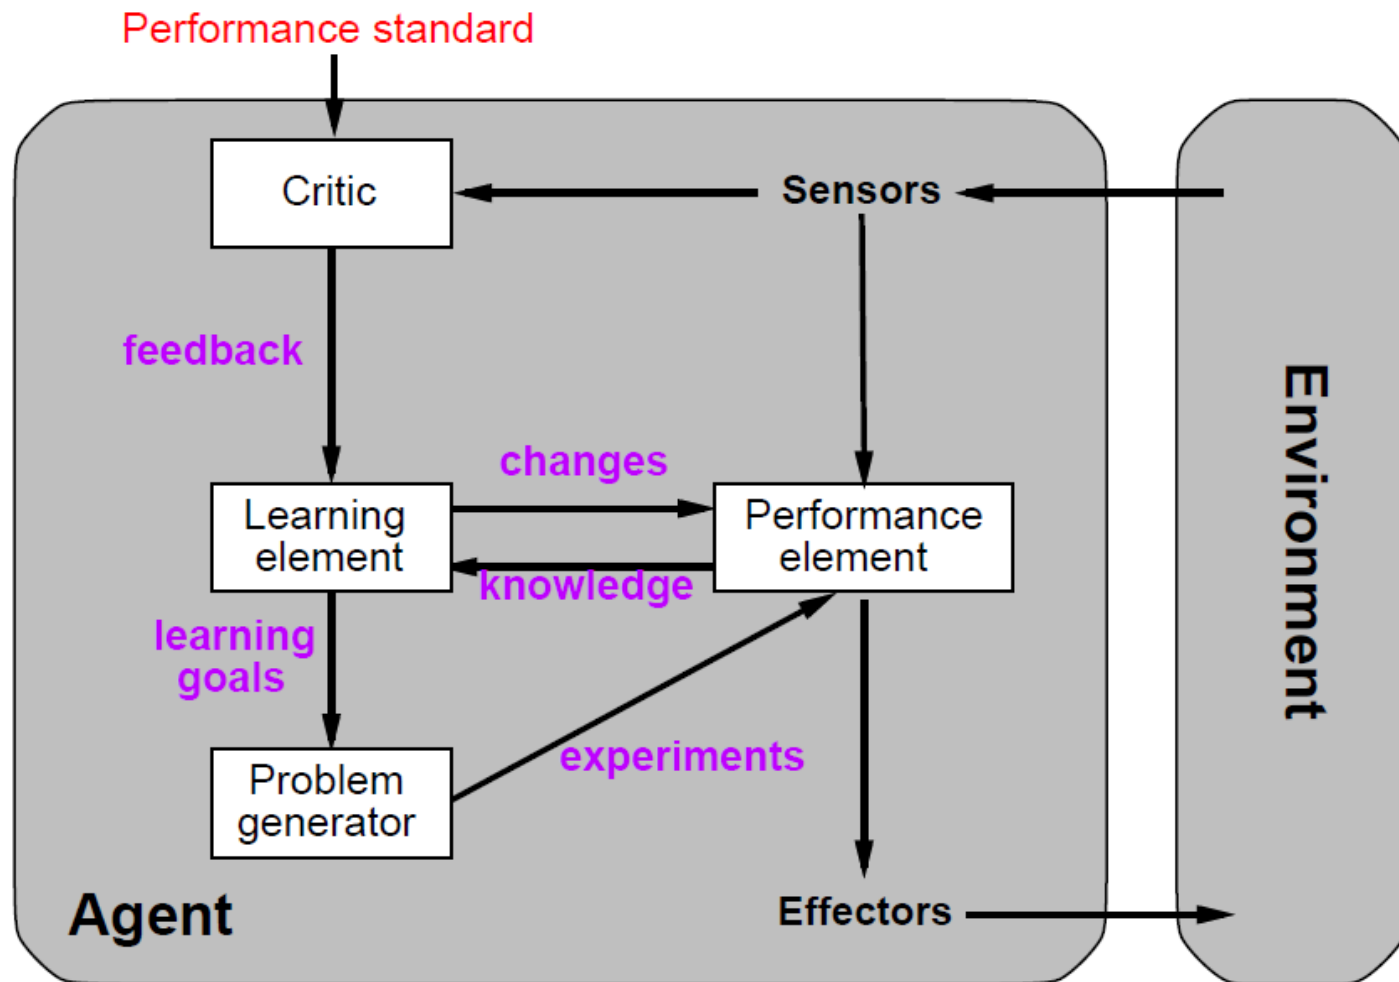 Performance standard
Critic
Sensors
feedback
changes
Learning
element
Performance
element
knowledge
learning
goals
experiments
Problem
generator
Agent
Effectors
Environment